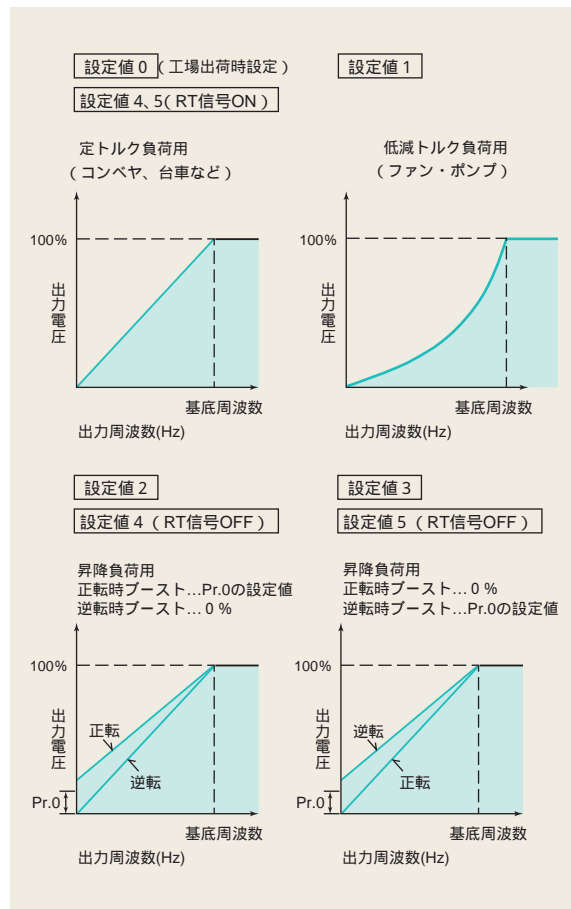 設定値0(工場出荷時設定)
設定値4、5(RT信号ON)
定トルク負荷用
(コンベヤ、台車など)
100%
出力電圧
基底周波数
出力周波数(Hz)
設定値1
低減トルク負荷用
(ファン・ポンプ)
100%
出力電圧
基底周波数
出力周波数(Hz)
設定値2
設定値4(RT信号OFF)
昇降負荷用
正転時ブースト…Pr.0の設定値
逆転時ブースト…0%
100%
出力電圧
正転
逆転
Pr.0
基底周波数
出力周波数(Hz)
設定値3
設定値5(RT信号OFF)
昇降負荷用
正転時ブースト…0%
逆転時ブースト…Pr.0の設定値
100%
出力電圧
逆転
正転
Pr.0
基底周波数
出力周波数(Hz)